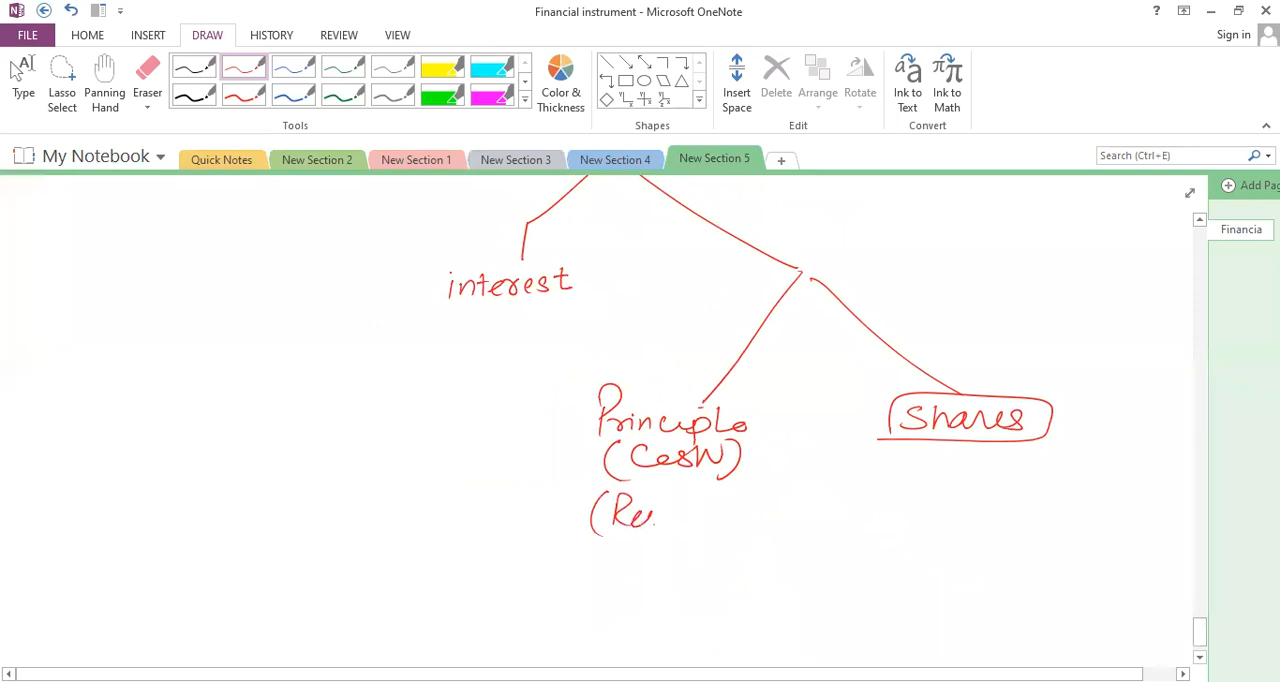 Financial instrument - Microsoft OneNote
?
FILE HOME INSERT DRAW HISTORY REVIEW VIEW
Sign in
Type
Lasso Select
Panning Hand
Eraser
Color & Thickness
Insert Space
Delete
Arrange
Rotate
Ink to Text
Ink to Math
Tools
Shapes
Edit
Convert
My Notebook
Quick Notes
New Section 2
New Section 1
New Section 3
New Section 4
New Section 5
Search (Ctrl+E)
Add Pag
Financia
interest
Principle
Shares
(Cash)
(Re